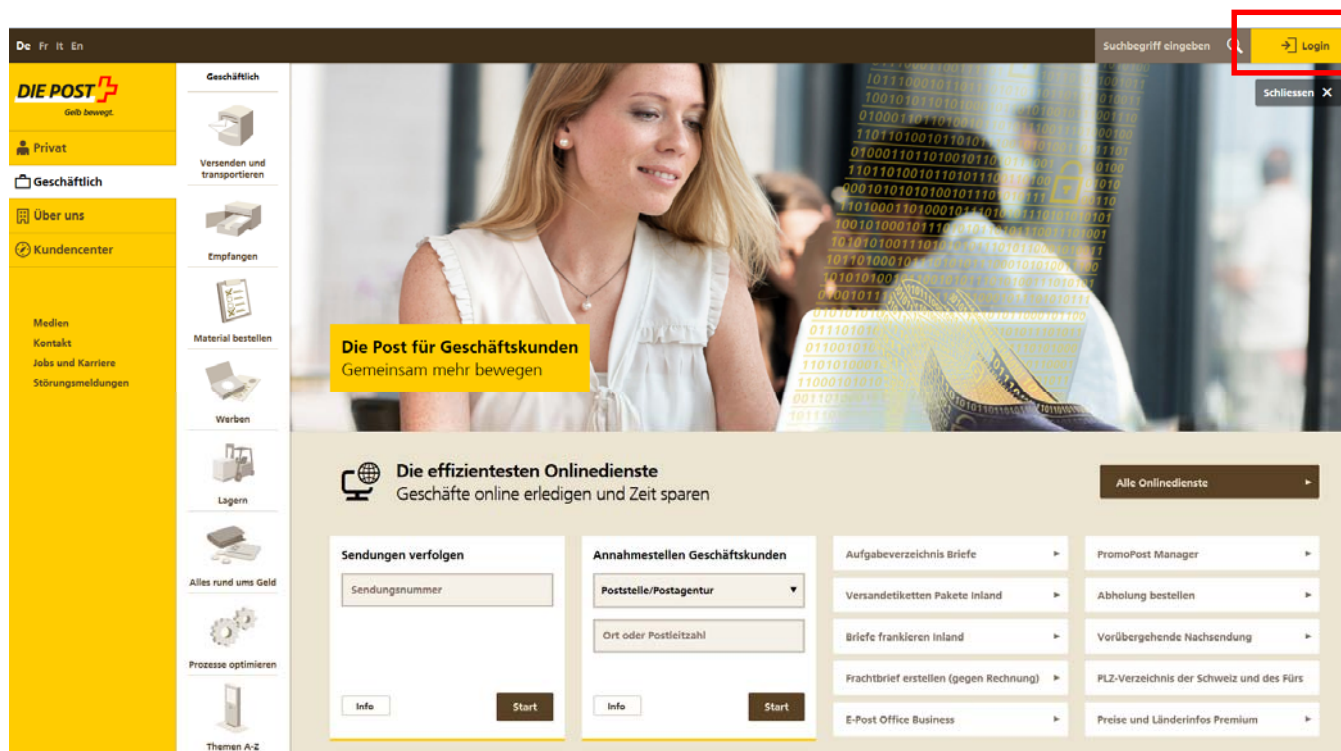 De Fr It En
Suchbegriff eingeben
Login
Schliessen X
DIE POST
Gelb bewegt.
Privat
Geschäftlich
Über uns
Kundencenter
Medien
Kontakt
Jobs und Karriere
Störungsmeldungen
Geschäftlich
Versenden und
transportieren
Empfangen
Material bestellen
Werben
Lagern
Alles rund ums Geld
Prozesse optimieren
Themen A-Z
Die Post für Geschäftskunden
Gemeinsam mehr bewegen
Die effizientesten Onlinedienste
Geschäfte online erledigen und Zeit sparen
Alle Onlinedienste
Sendungen verfolgen
Sendungsnummer
Info
Start
Annahmestellen Geschäftskunden
Poststelle/Postagentur
Ort oder Postleitzahl
Info
Start
Aufgabeverzeichnis Briefe
Versandetiketten Pakete Inland
Briefe frankieren Inland
Frachtbrief erstellen (gegen Rechnung)
E-Post Office Business
PromoPost Manager
Abholung bestellen
Vorübergehende Nachsendung
PLZ-Verzeichnis der Schweiz und des Fürs
Preise und Länderinfos Premium